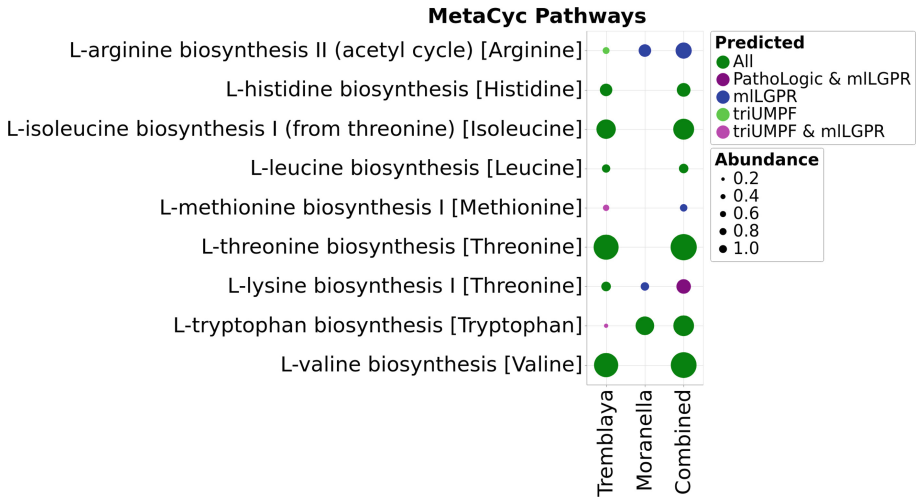 MetaCyc Pathways
L-arginine biosynthesis II (acetyl cycle) [Arginine]
L-histidine biosynthesis [Histidine]
L-isoleucine biosynthesis I (from threonine) [Isoleucine]
L-leucine biosynthesis [Leucine]
L-methionine biosynthesis I [Methionine]
L-threonine biosynthesis [Threonine]
L-lysine biosynthesis I [Threonine]
L-tryptophan biosynthesis [Tryptophan]
L-valine biosynthesis [Valine]
Tremblaya
Moranella
Combined
Predicted
All
PathoLogic & mlLGPR
mlLGPR
triUMPF
triUMPF & mlLGPR
Abundance
0.2
0.4
0.6
0.8
1.0